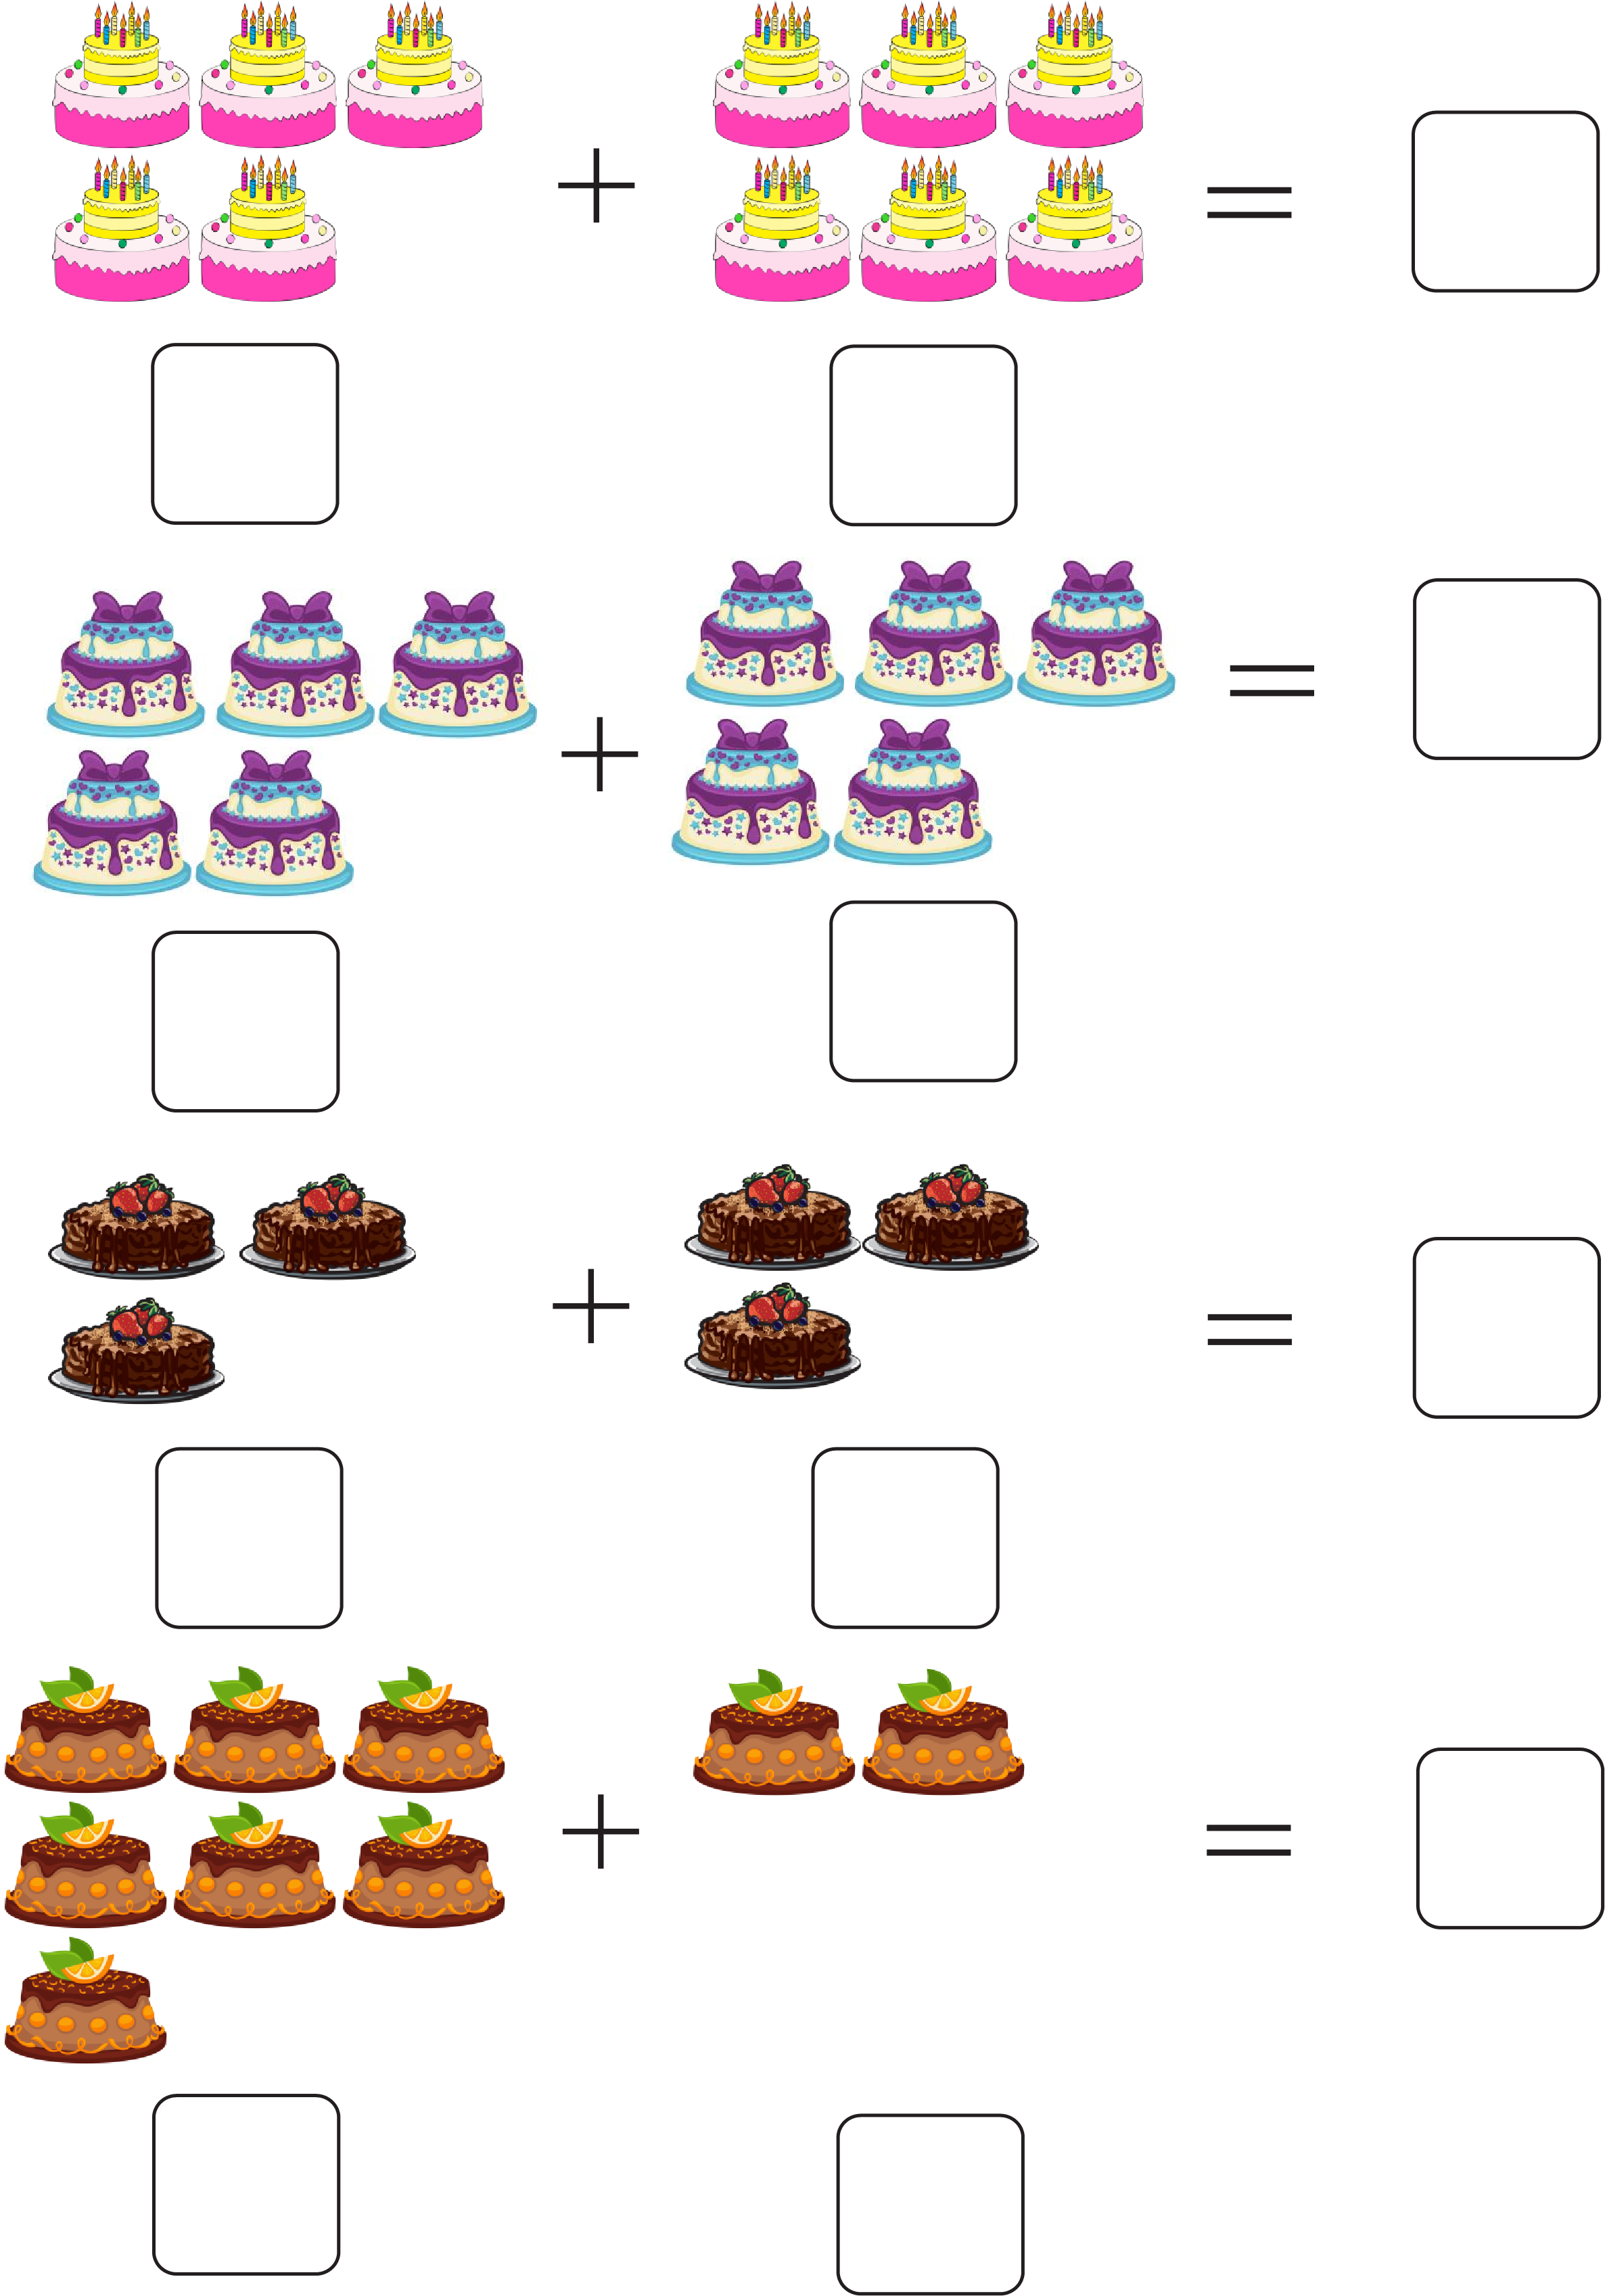 + =
+ =
+ =
+ =